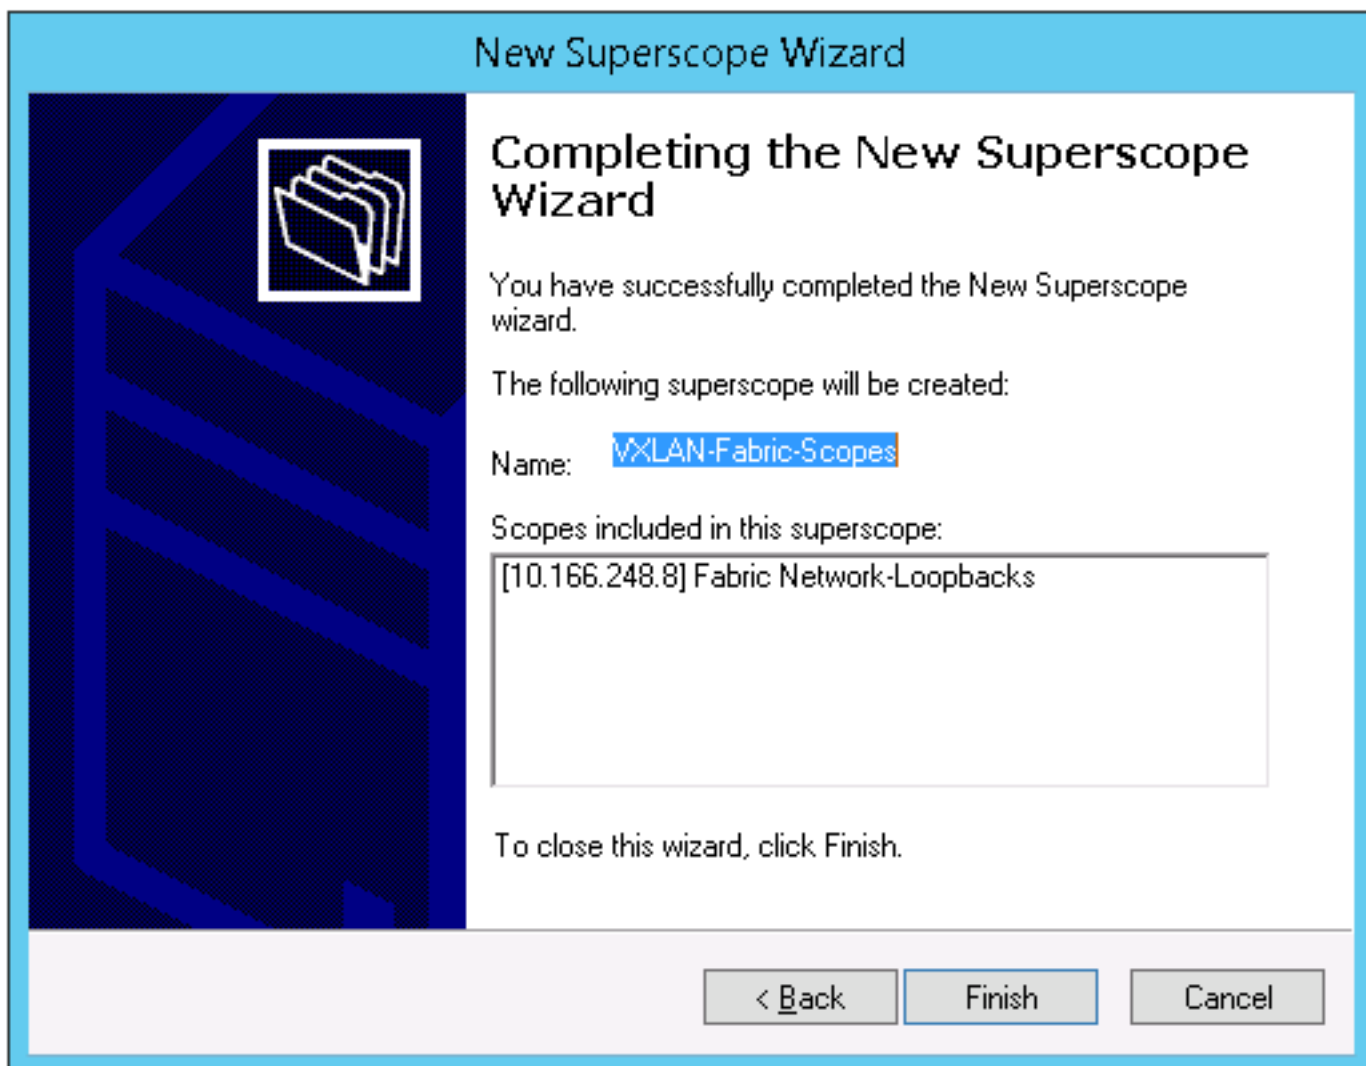 New Superscope Wizard
Completing the New Superscope
Wizard
You have successfully completed the New Superscope
wizard.
The following superscope will be created:
Name: VXLAN-Fabric-Scopes
Scopes included in this superscope:
[10.166.248.8] Fabric Network-Loopbacks
To close this wizard, click Finish.
< Back Finish Cancel